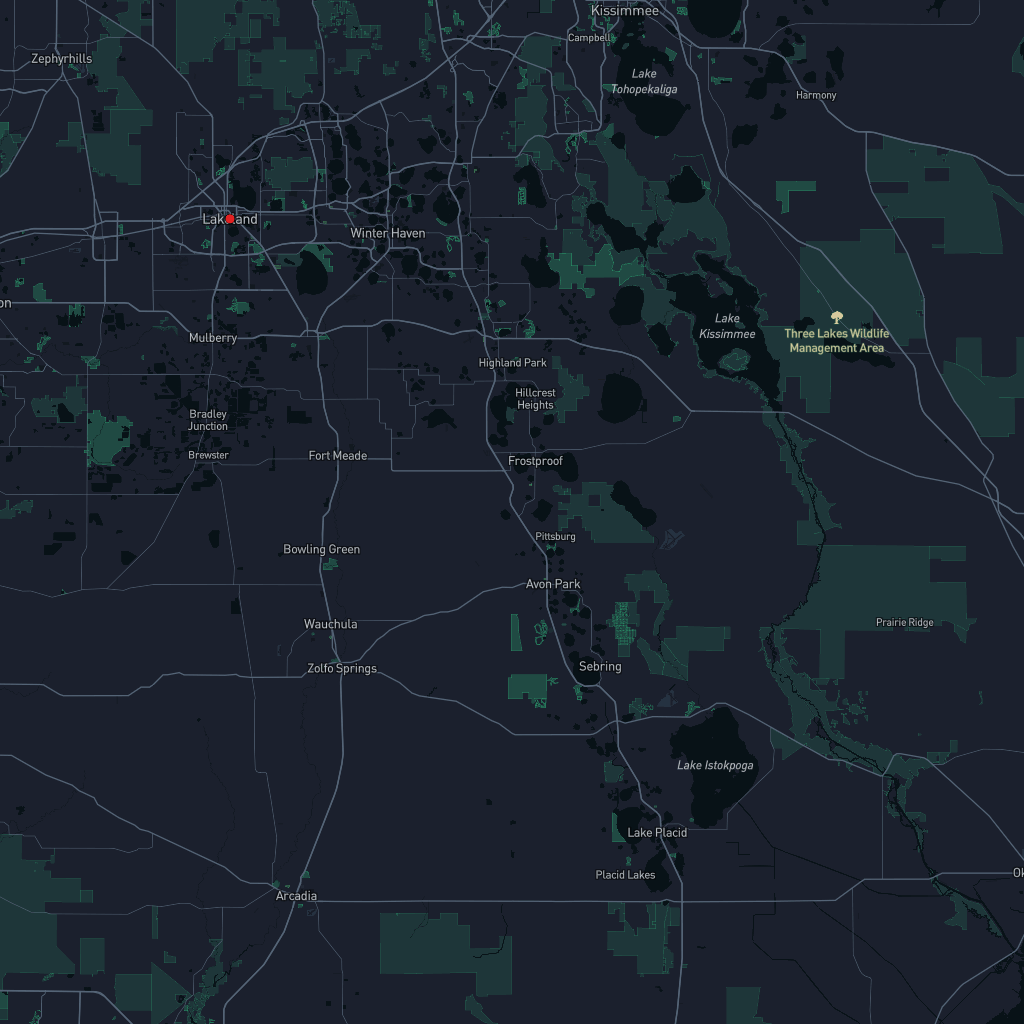 Kissimmee
Campbell
Zephyrhills
Lake
Tohopekaliga
Harmony
Lakeland
Winter Haven
on
Lake
Kissimmee
Three Lakes Wildlife
Management Area
Mulberry
Highland Park
Hillcrest
Heights
Bradley
Junction
Brewster
Fort Meade
Frostproof
Pittsburg
Bowling Green
Avon Park
Wauchula
Prairie Ridge
Zolfo Springs
Sebring
Lake Istokpoga
Lake Placid
Placid Lakes
Ok
Arcadia